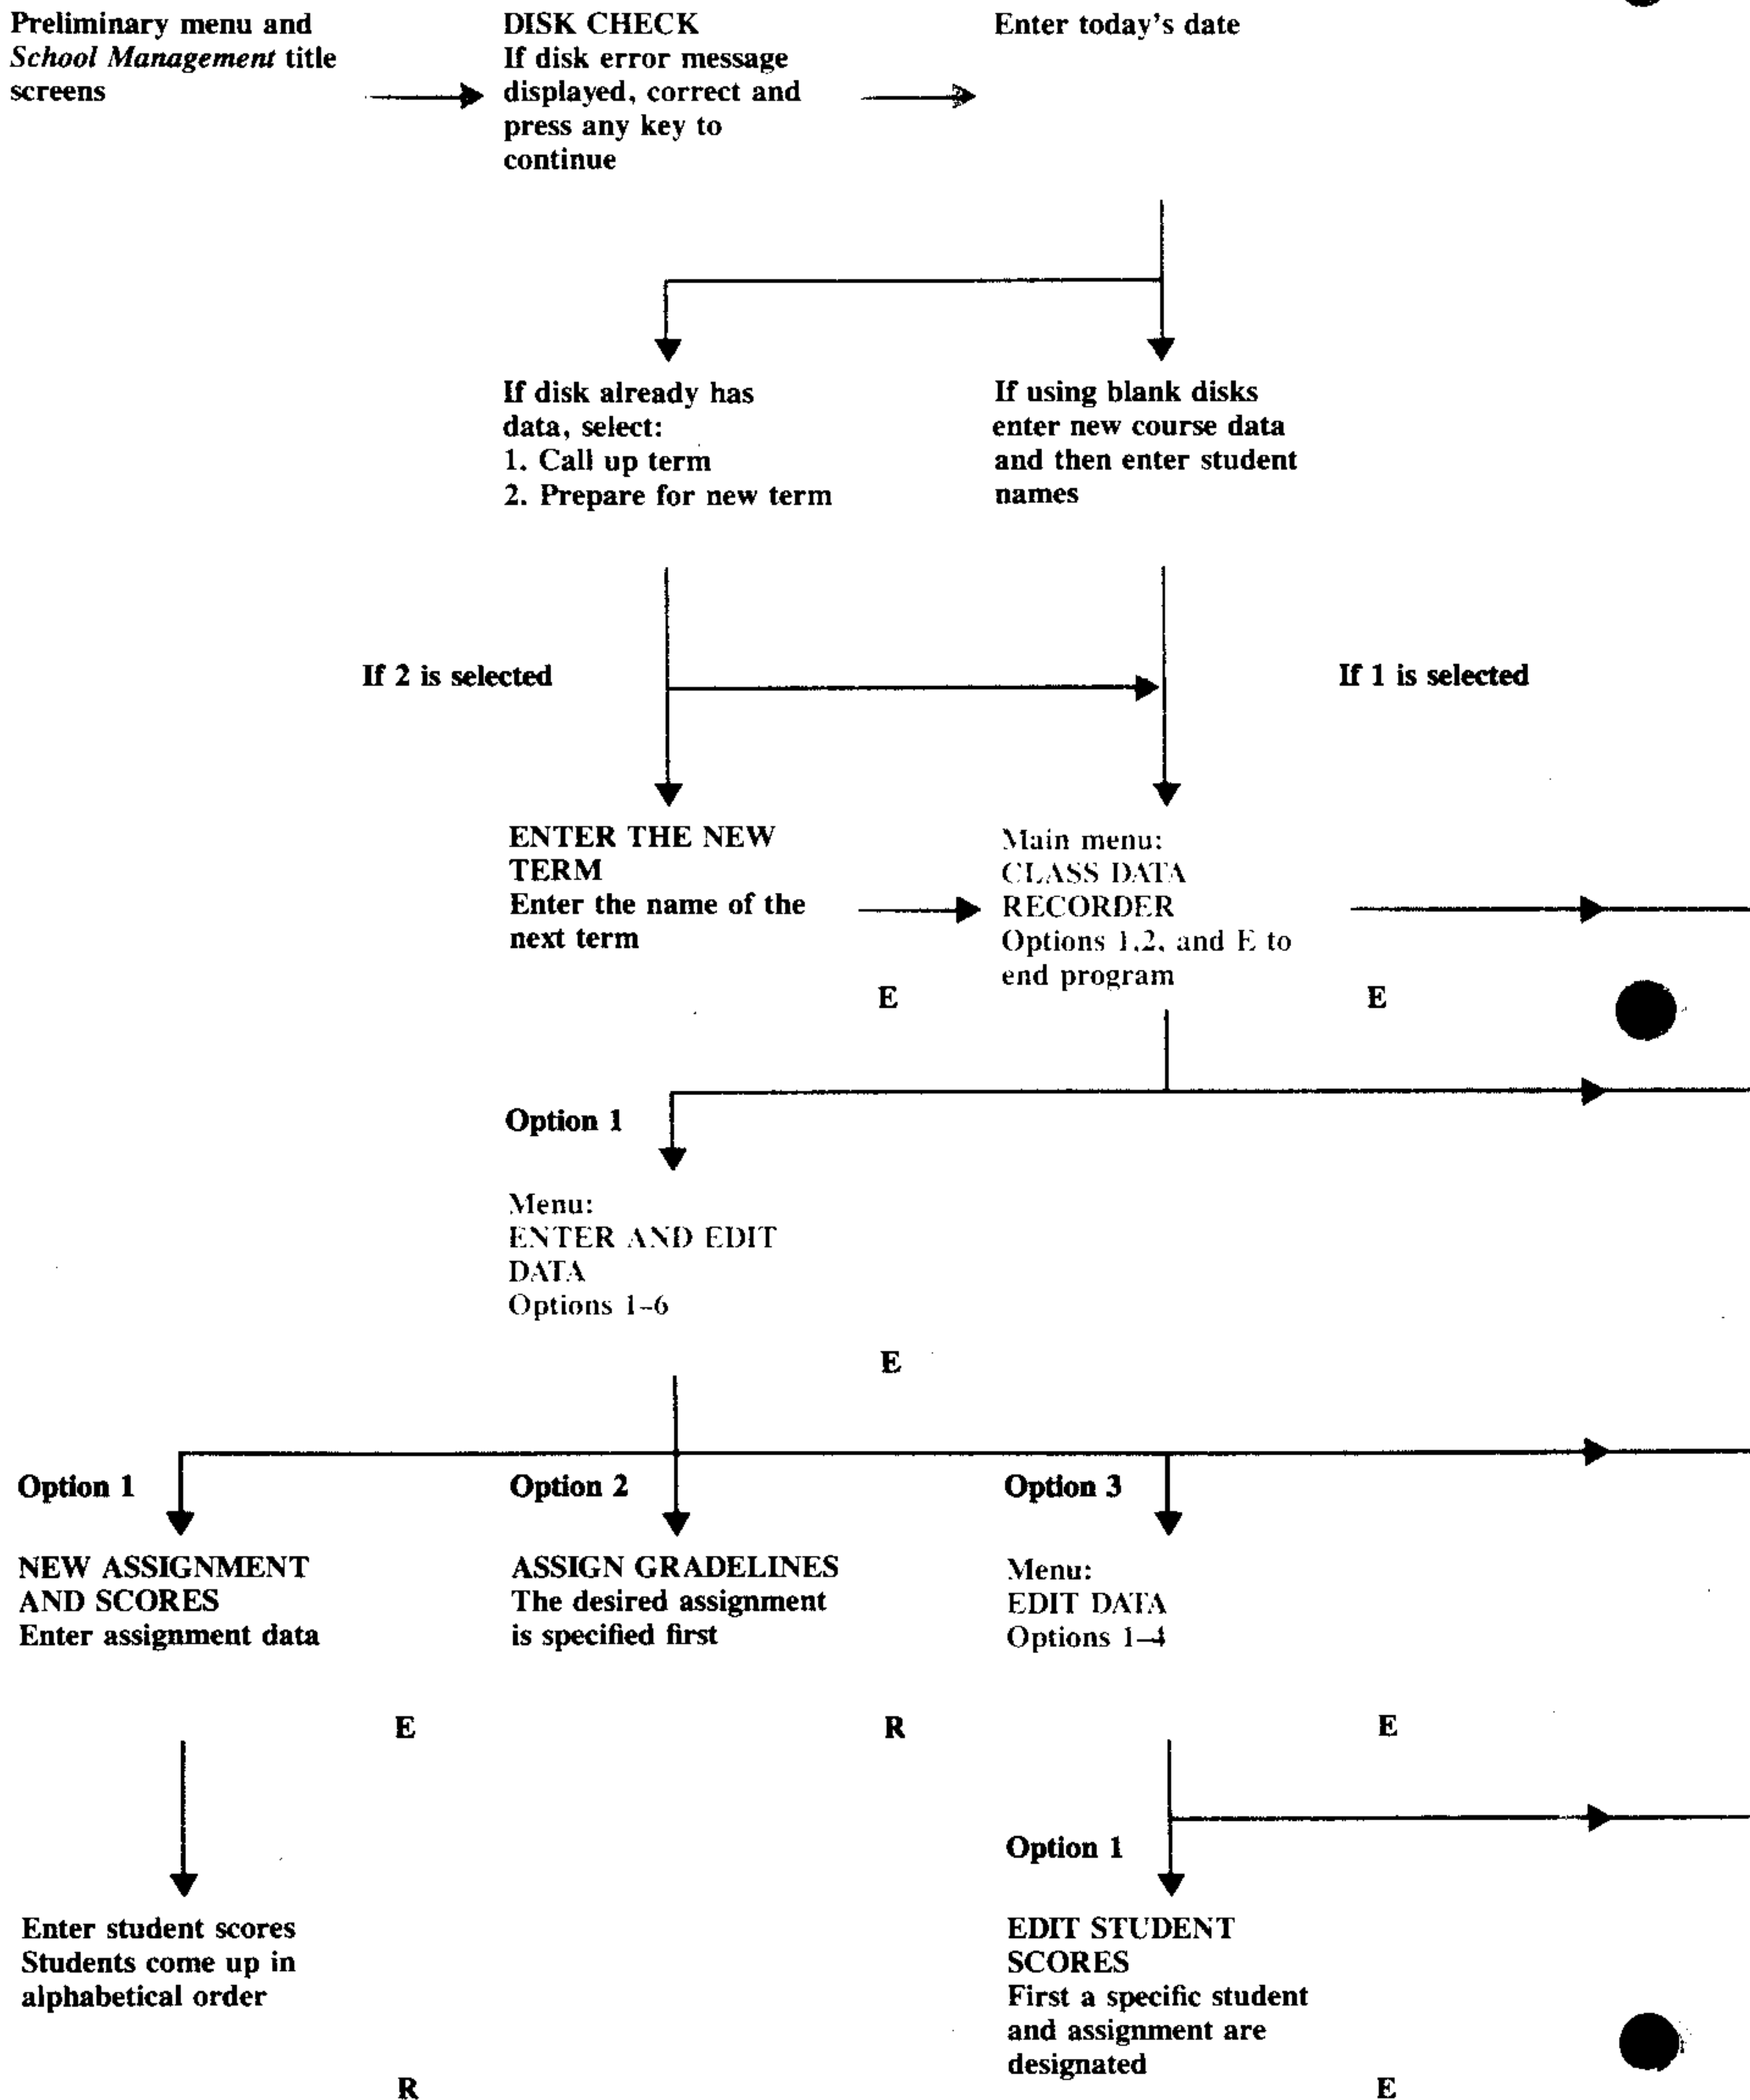 Preliminary menu and
School Management title
screens
DISK CHECK
If disk error message
displayed, correct and
press any key to
continue
Enter today's date
If disk already has
data, select:
1. Call up term
2. Prepare for new term
If using blank disks
enter new course data
and then enter student
names
If 2 is selected
If 1 is selected
ENTER THE NEW
TERM
Enter the name of the
next term
E
Main menu:
CLASS DATA
RECORDER
Options 1,2, and E to
end program
E
Option 1
Menu:
ENTER AND EDIT
DATA
Options 1–6
E
Option 1
NEW ASSIGNMENT
AND SCORES
Enter assignment data
E
Option 2
ASSIGN GRADELINES
The desired assignment
is specified first
R
Option 3
Menu:
EDIT DATA
Options 1–4
E
Enter student scores
Students come up in
alphabetical order
R
Option 1
EDIT STUDENT
SCORES
First a specific student
and assignment are
designated
E